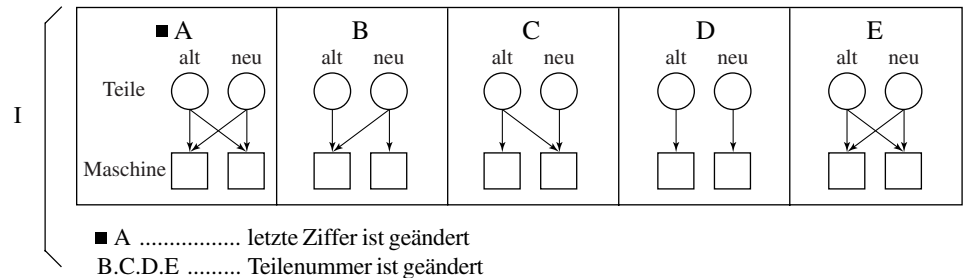 ■ A B C D E
alt neu alt neu alt neu alt neu alt neu
Teile
I
Maschine
■ A ................. letzte Ziffer ist geändert
B.C.D.E ......... Teilenummer ist geändert